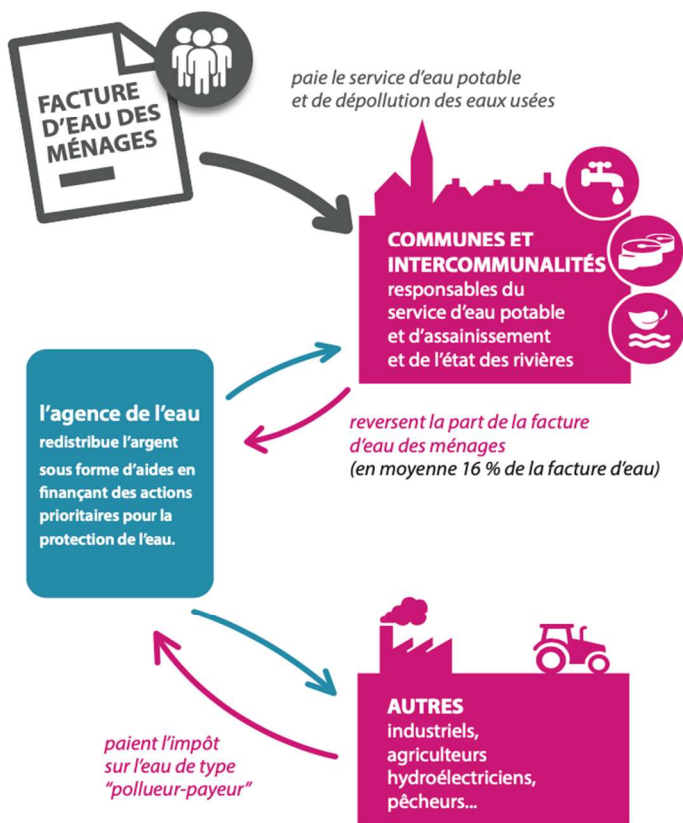 FACTURE
D'EAU DES
MÉNAGES
paie le service d'eau potable
et de dépollution des eaux usées
COMMUNES ET
INTERCOMMUNALITÉS
responsables du
service d'eau potable
et d'assainissement
et de l'état des rivières
l'agence de l'eau
redistribue l'argent
sous forme d'aides en
finançant des actions
prioritaires pour la
protection de l'eau.
reversent la part de la facture
d'eau des ménages
(en moyenne 16 % de la facture d'eau)
paient l'impôt
sur l'eau de type
"pollueur-payeur"
AUTRES
industriels,
agriculteurs
hydroélectriciens,
pêcheurs...